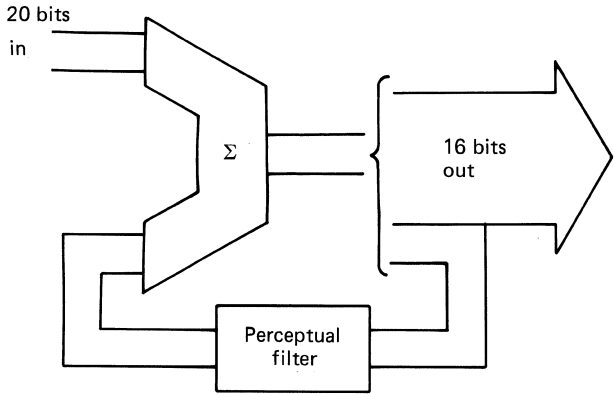 20 bits
in
Σ
16 bits
out
Perceptual
filter